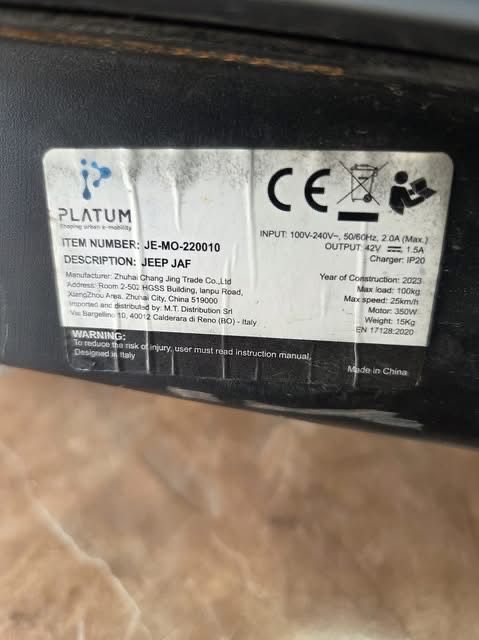 PLATUM
Shaping urban e-mobility
ITEM NUMBER: JE-MO-220010
DESCRIPTION: JEEP JAF
Manufacturer: Zhuhai Chang Jing Trade Co.,Ltd
Address: Room 2-502 HGSS Building, lanpu Road,
XiangZhou Area, Zhunai City, China 519000
Imported and distributed by: M.T. Distribution Srl
Via Bargellino 10, 40012 Calderara di Reno (BO) - Italy
CE
INPUT: 100V-240V~, 50/60Hz, 2.0A (Max.)
OUTPUT: 42V 1.5A
Charger: IP20
Year of Construction: 2023
Max load: 100kg
Max speed: 25km/h
Motor: 350W
Weight: 15Kg
EN 17128:2020
WARNING:
To reduce the risk of injury, user must read instruction manual.
Designed in Italy
Made in China